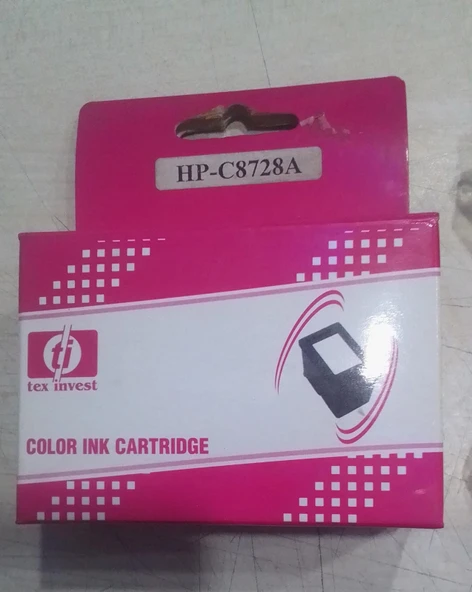 HP-C8728A
ti
tex invest
COLOR INK CARTRIDGE